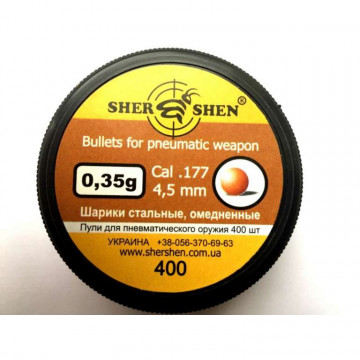 SHER SHEN
Bullets for pneumatic weapon
0,35g
Cal .177
4,5 mm
Шарики стальные, омедненные
Пули для пневматического оружия 400 шт
УКРАИНА +38-056-370-69-63
www.shershen.com.ua
400